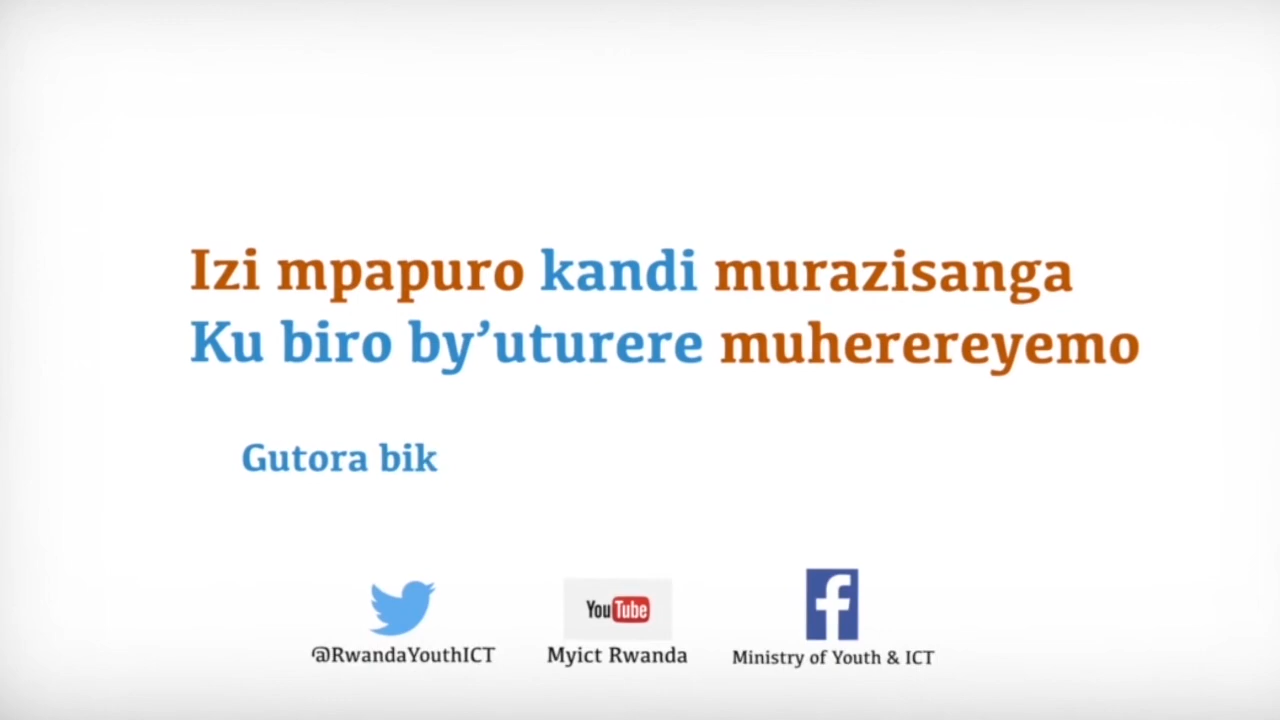 Izi mpapuro kandi murazisanga
Ku biro by’uturere muherereyemo
Gutora bik
YouTube
@RwandaYouthICT
Myict Rwanda
Ministry of Youth & ICT